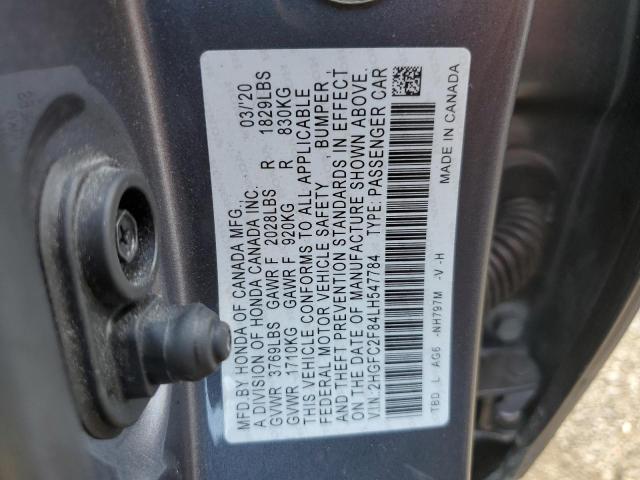 MFD. BY HONDA OF CANADA MFG. 03/'20
A DIVISION OF HONDA CANADA INC.
GVWR 3769LBS GAWR F 2028LBS R 1829LBS
GVWR 1710KG GAWR F 920KG R 830KG
THIS VEHICLE CONFORMS TO ALL APPLICABLE
FEDERAL MOTOR VEHICLE SAFETY , BUMPER,
AND THEFT PREVENTION STANDARDS IN EFFECT
ON THE DATE OF MANUFACTURE SHOWN ABOVE.
V.I.N.: 2HGFC2F84LH547784 TYPE: PASSENGER CAR
TBD L AG6 -NH797M -V -H
MADE IN CANADA